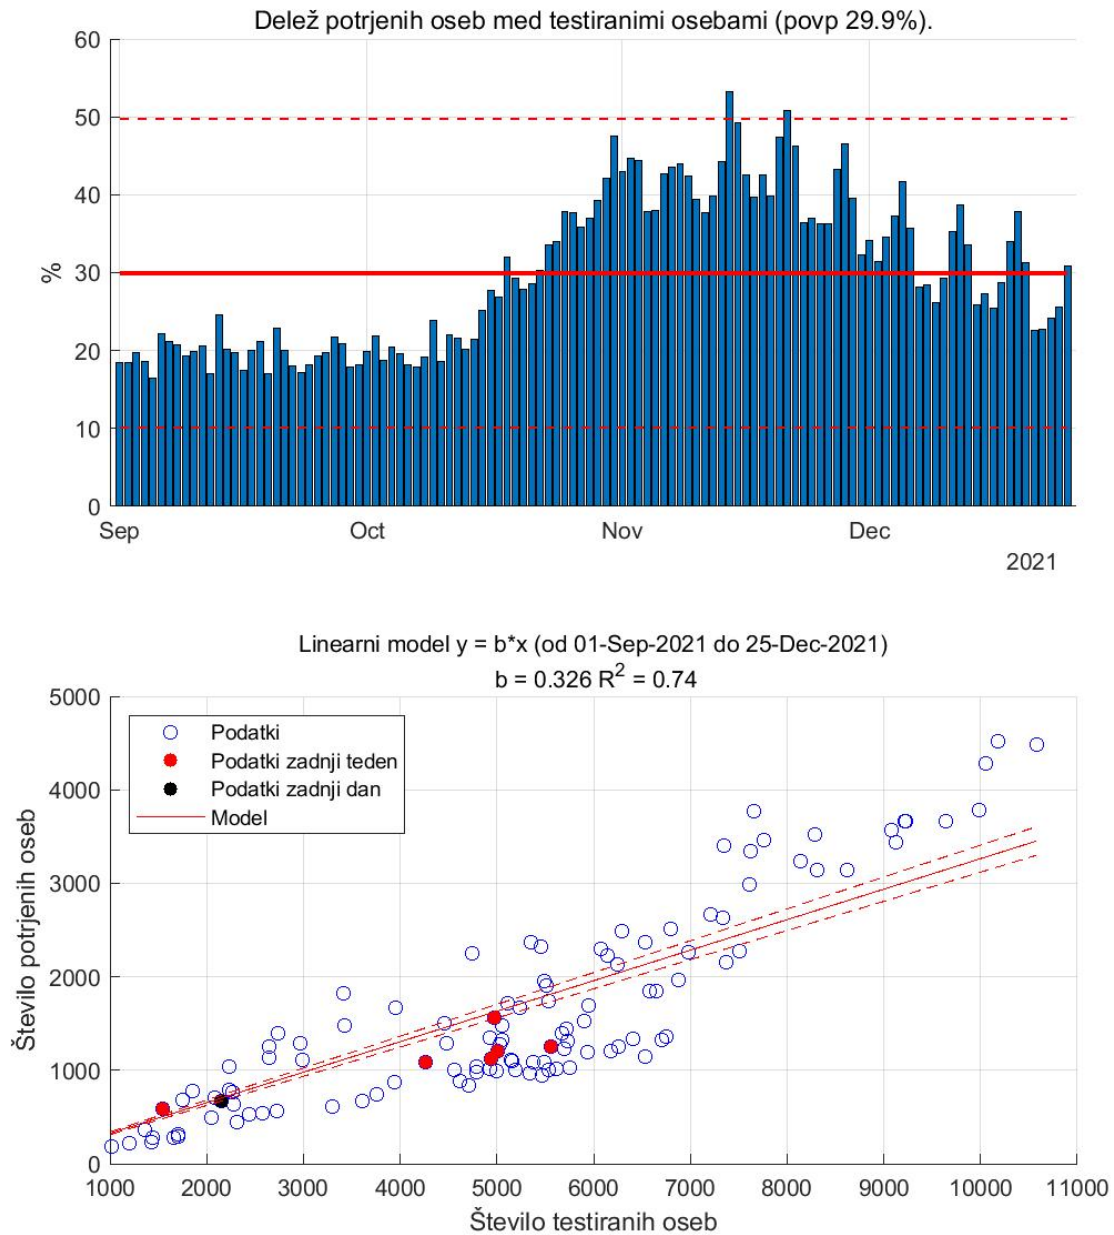 Delež potrjenih oseb med testiranimi osebami (povp 29.9%).
60
50
40
30
20
10
0
%
Sep Oct Nov Dec
2021
Linearni model y = b*x (od 01-Sep-2021 do 25-Dec-2021)
b = 0.326 R² = 0.74
5000
4000
3000
2000
1000
0
Število potrjenih oseb
Podatki
Podatki zadnji teden
Podatki zadnji dan
Model
1000 2000 3000 4000 5000 6000 7000 8000 9000 10000 11000
Število testiranih oseb